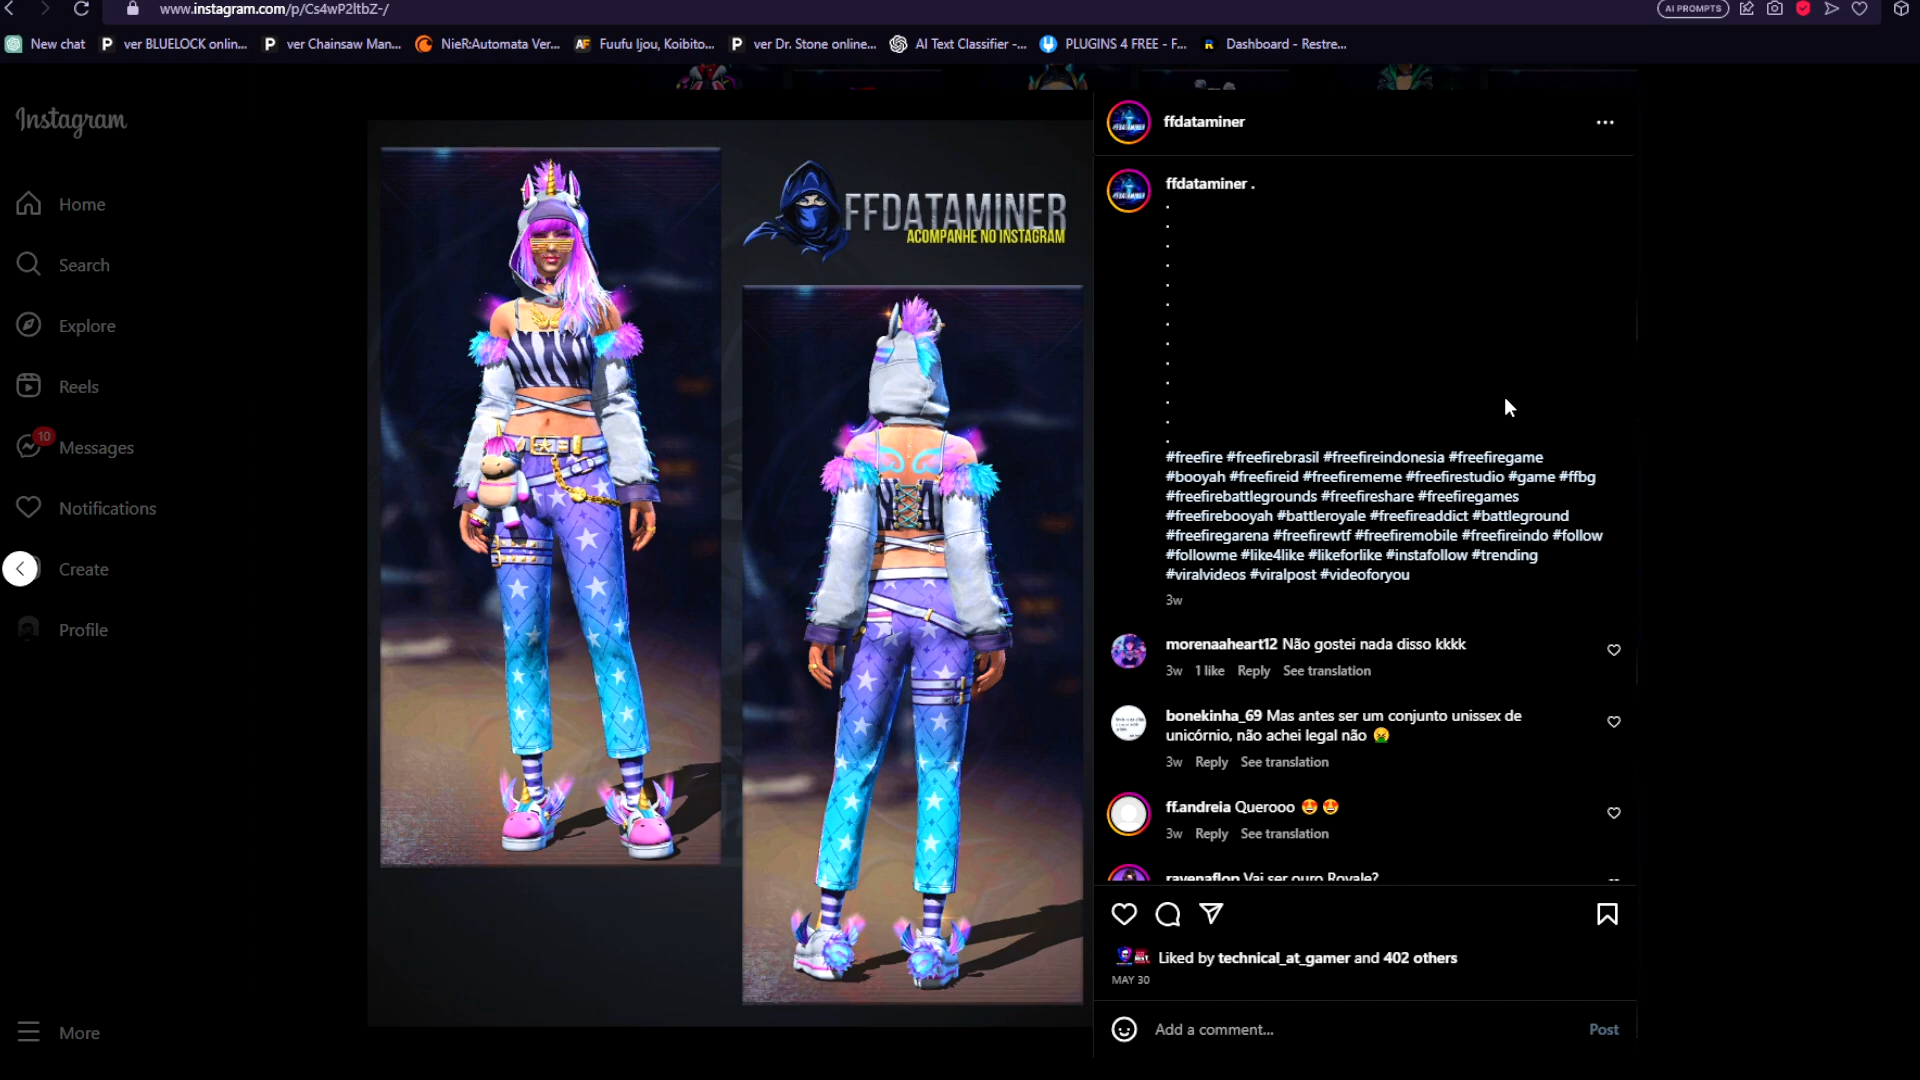 www.instagram.com/p/Cs4wP2ltbZ-/
AI PROMPTS
New chat
ver BLUELOCK onlin...
ver Chainsaw Man...
NieR:Automata Ver...
Fuufu Ijou, Koibito...
ver Dr. Stone online...
AI Text Classifier -...
PLUGINS 4 FREE - F...
Dashboard - Restre...
Instagram
Home
Search
Explore
Reels
10
Messages
Notifications
Create
Profile
More
FFDATAMINER
ACOMPANHE NO INSTAGRAM
ffdataminer
...
ffdataminer .
.
.
.
.
.
.
.
.
.
.
.
.
.
#freefire #freefirebrasil #freefireindonesia #freefiregame
#booyah #freefireid #freefirememe #freefirestudio #game #ffbg
#freefirebattlegrounds #freefireshare #freefiregames
#freefirebooyah #battleroyale #freefireaddict #battleground
#freefiregarena #freefirewtf #freefiremobile #freefireindo #follow
#followme #like4like #likeforlike #instafollow #trending
#viralvideos #viralpost #videoforyou
3w
morenaaheart12 Não gostei nada disso kkkk
3w 1 like Reply See translation
bonekinha_69 Mas antes ser um conjunto unissex de
unicórnio, não achei legal não 🤮
3w Reply See translation
ff.andreia Querooo 🤩 🤩
3w Reply See translation
ravenaflop Vai ser ouro Royale?
Liked by technical_at_gamer and 402 others
MAY 30
Add a comment...
Post